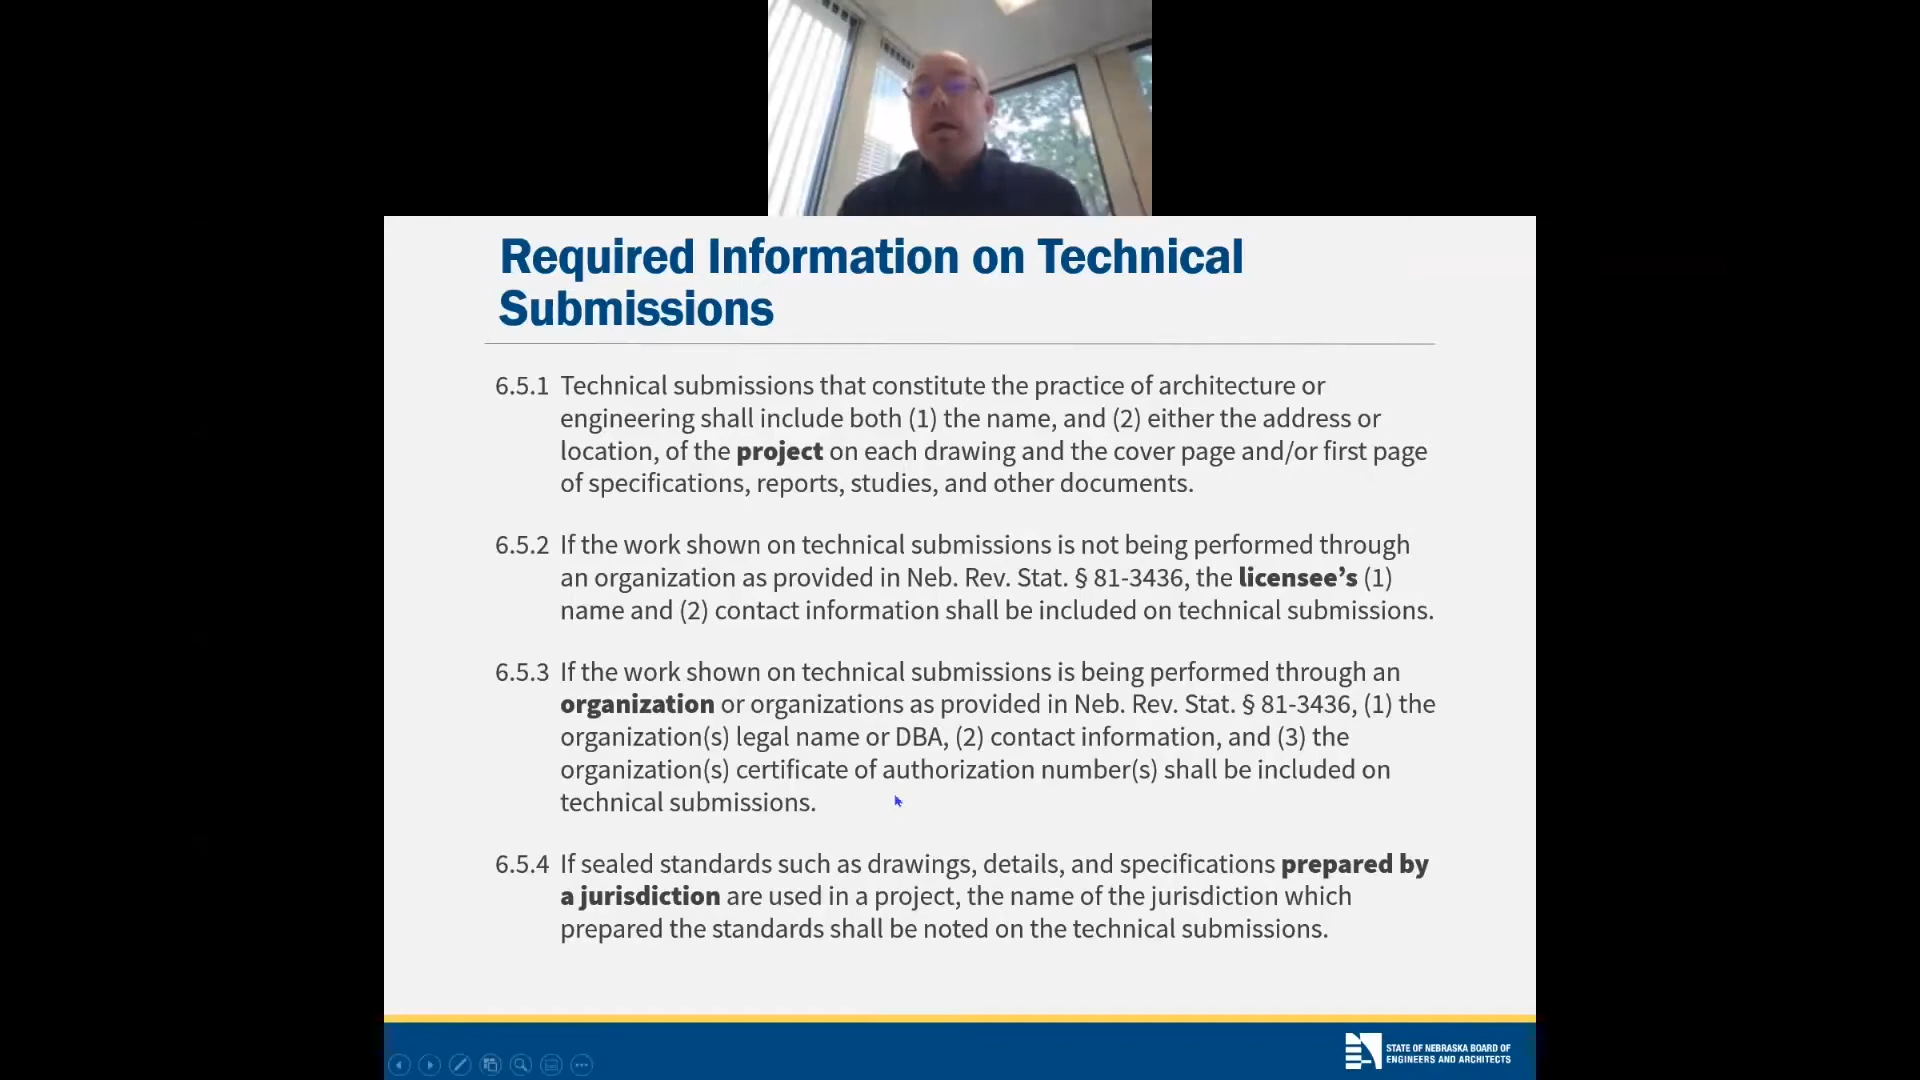 Required Information on Technical
Submissions
6.5.1 Technical submissions that constitute the practice of architecture or
engineering shall include both (1) the name, and (2) either the address or
location, of the project on each drawing and the cover page and/or first page
of specifications, reports, studies, and other documents.
6.5.2 If the work shown on technical submissions is not being performed through
an organization as provided in Neb. Rev. Stat. § 81-3436, the licensee’s (1)
name and (2) contact information shall be included on technical submissions.
6.5.3 If the work shown on technical submissions is being performed through an
organization or organizations as provided in Neb. Rev. Stat. § 81-3436, (1) the
organization(s) legal name or DBA, (2) contact information, and (3) the
organization(s) certificate of authorization number(s) shall be included on
technical submissions.
6.5.4 If sealed standards such as drawings, details, and specifications prepared by
a jurisdiction are used in a project, the name of the jurisdiction which
prepared the standards shall be noted on the technical submissions.
STATE OF NEBRASKA BOARD OF
ENGINEERS AND ARCHITECTS